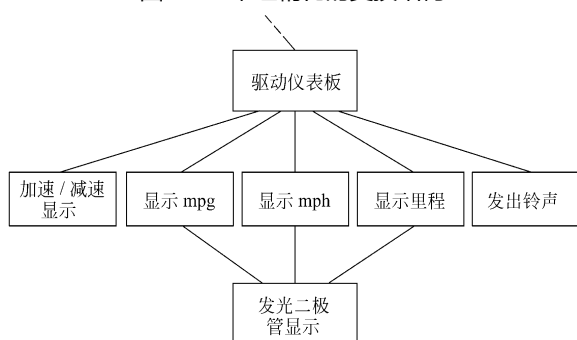 驱动仪表板
加速 / 减速
显示
显示 mpg
显示 mph
显示里程
发出铃声
发光二极
管显示